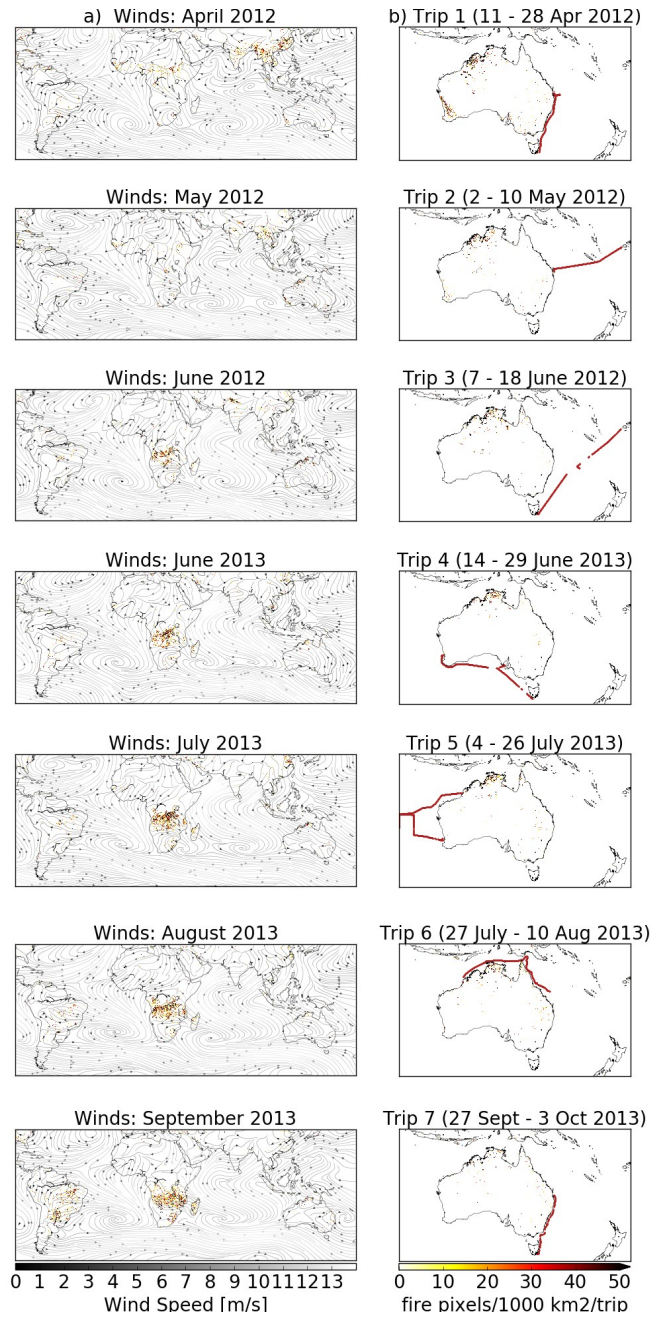 a)  Winds: April 2012
b) Trip 1 (11 - 28 Apr 2012)
Winds: May 2012
Trip 2 (2 - 10 May 2012)
Winds: June 2012
Trip 3 (7 - 18 June 2012)
Winds: June 2013
Trip 4 (14 - 29 June 2013)
Winds: July 2013
Trip 5 (4 - 26 July 2013)
Winds: August 2013
Trip 6 (27 July - 10 Aug 2013)
Winds: September 2013
Trip 7 (27 Sept - 3 Oct 2013)
0 1 2 3 4 5 6 7 8 9 10 11 12 13
Wind Speed [m/s]
0 10 20 30 40 50
fire pixels/1000 km2/trip